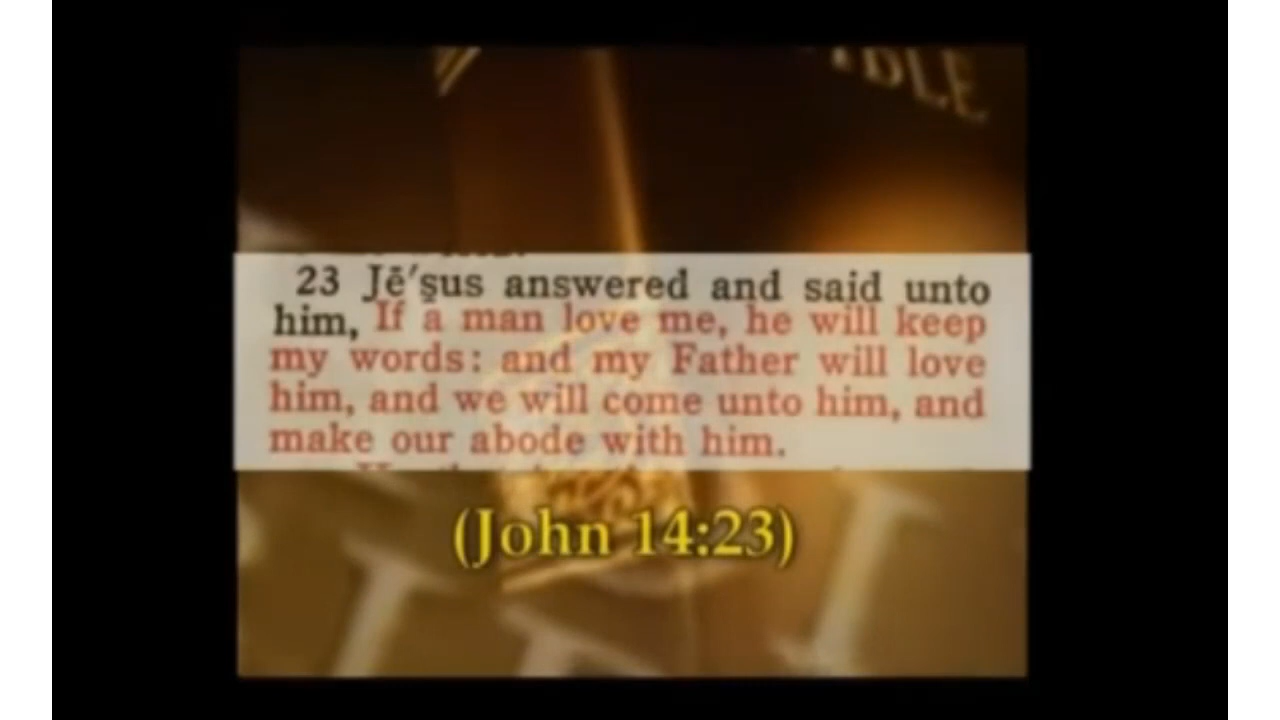 23 Jē′s̱us answered and said unto
him, If a man love me, he will keep
my words: and my Father will love
him, and we will come unto him, and
make our abode with him.
(John 14:23)